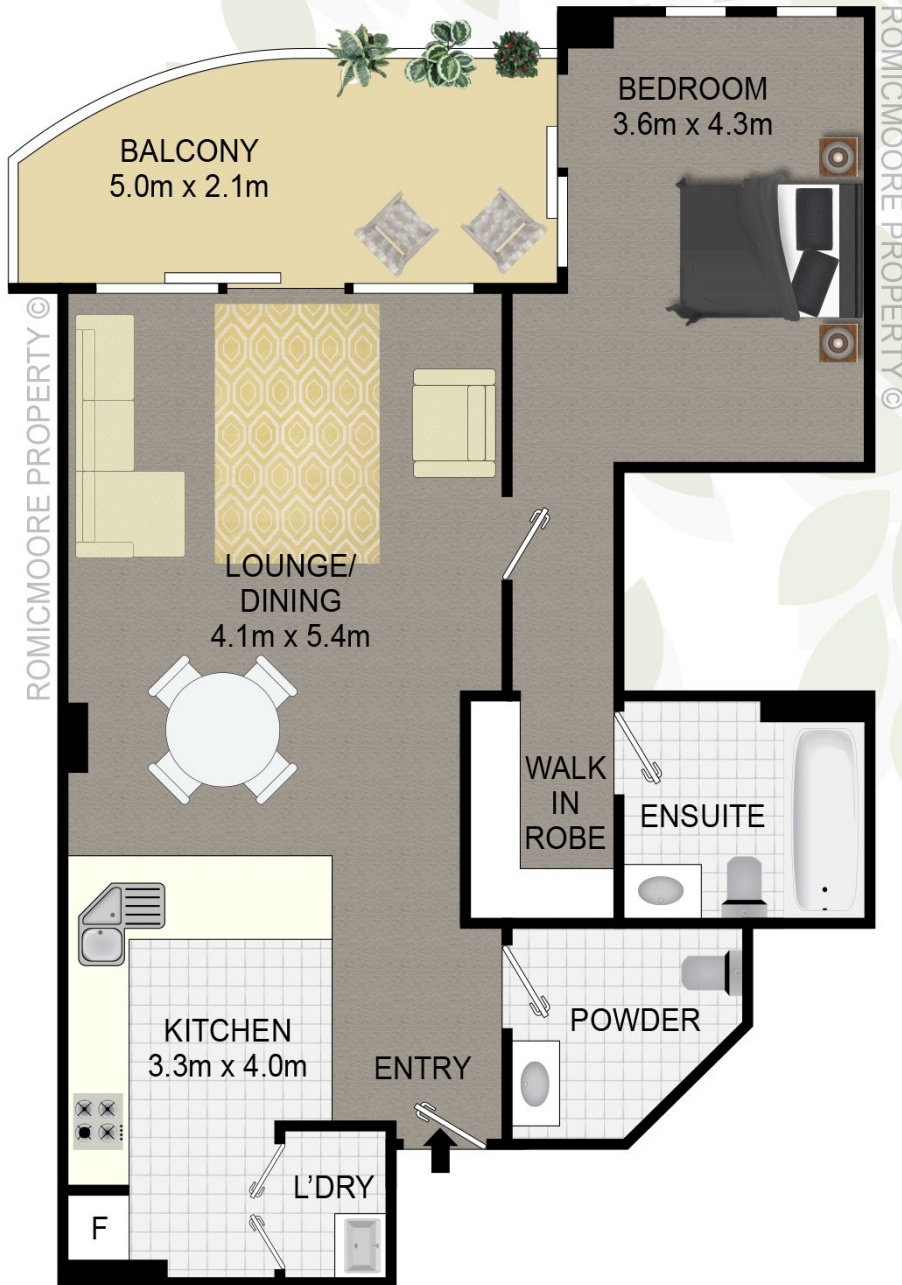 BEDROOM
3.6m x 4.3m
BALCONY
5.0m x 2.1m
ROMICMOORE PROPERTY ©
ROMICMOORE PROPERTY ©
LOUNGE/
DINING
4.1m x 5.4m
WALK
IN
ROBE
ENSUITE
KITCHEN
3.3m x 4.0m
ENTRY
POWDER
L'DRY
F